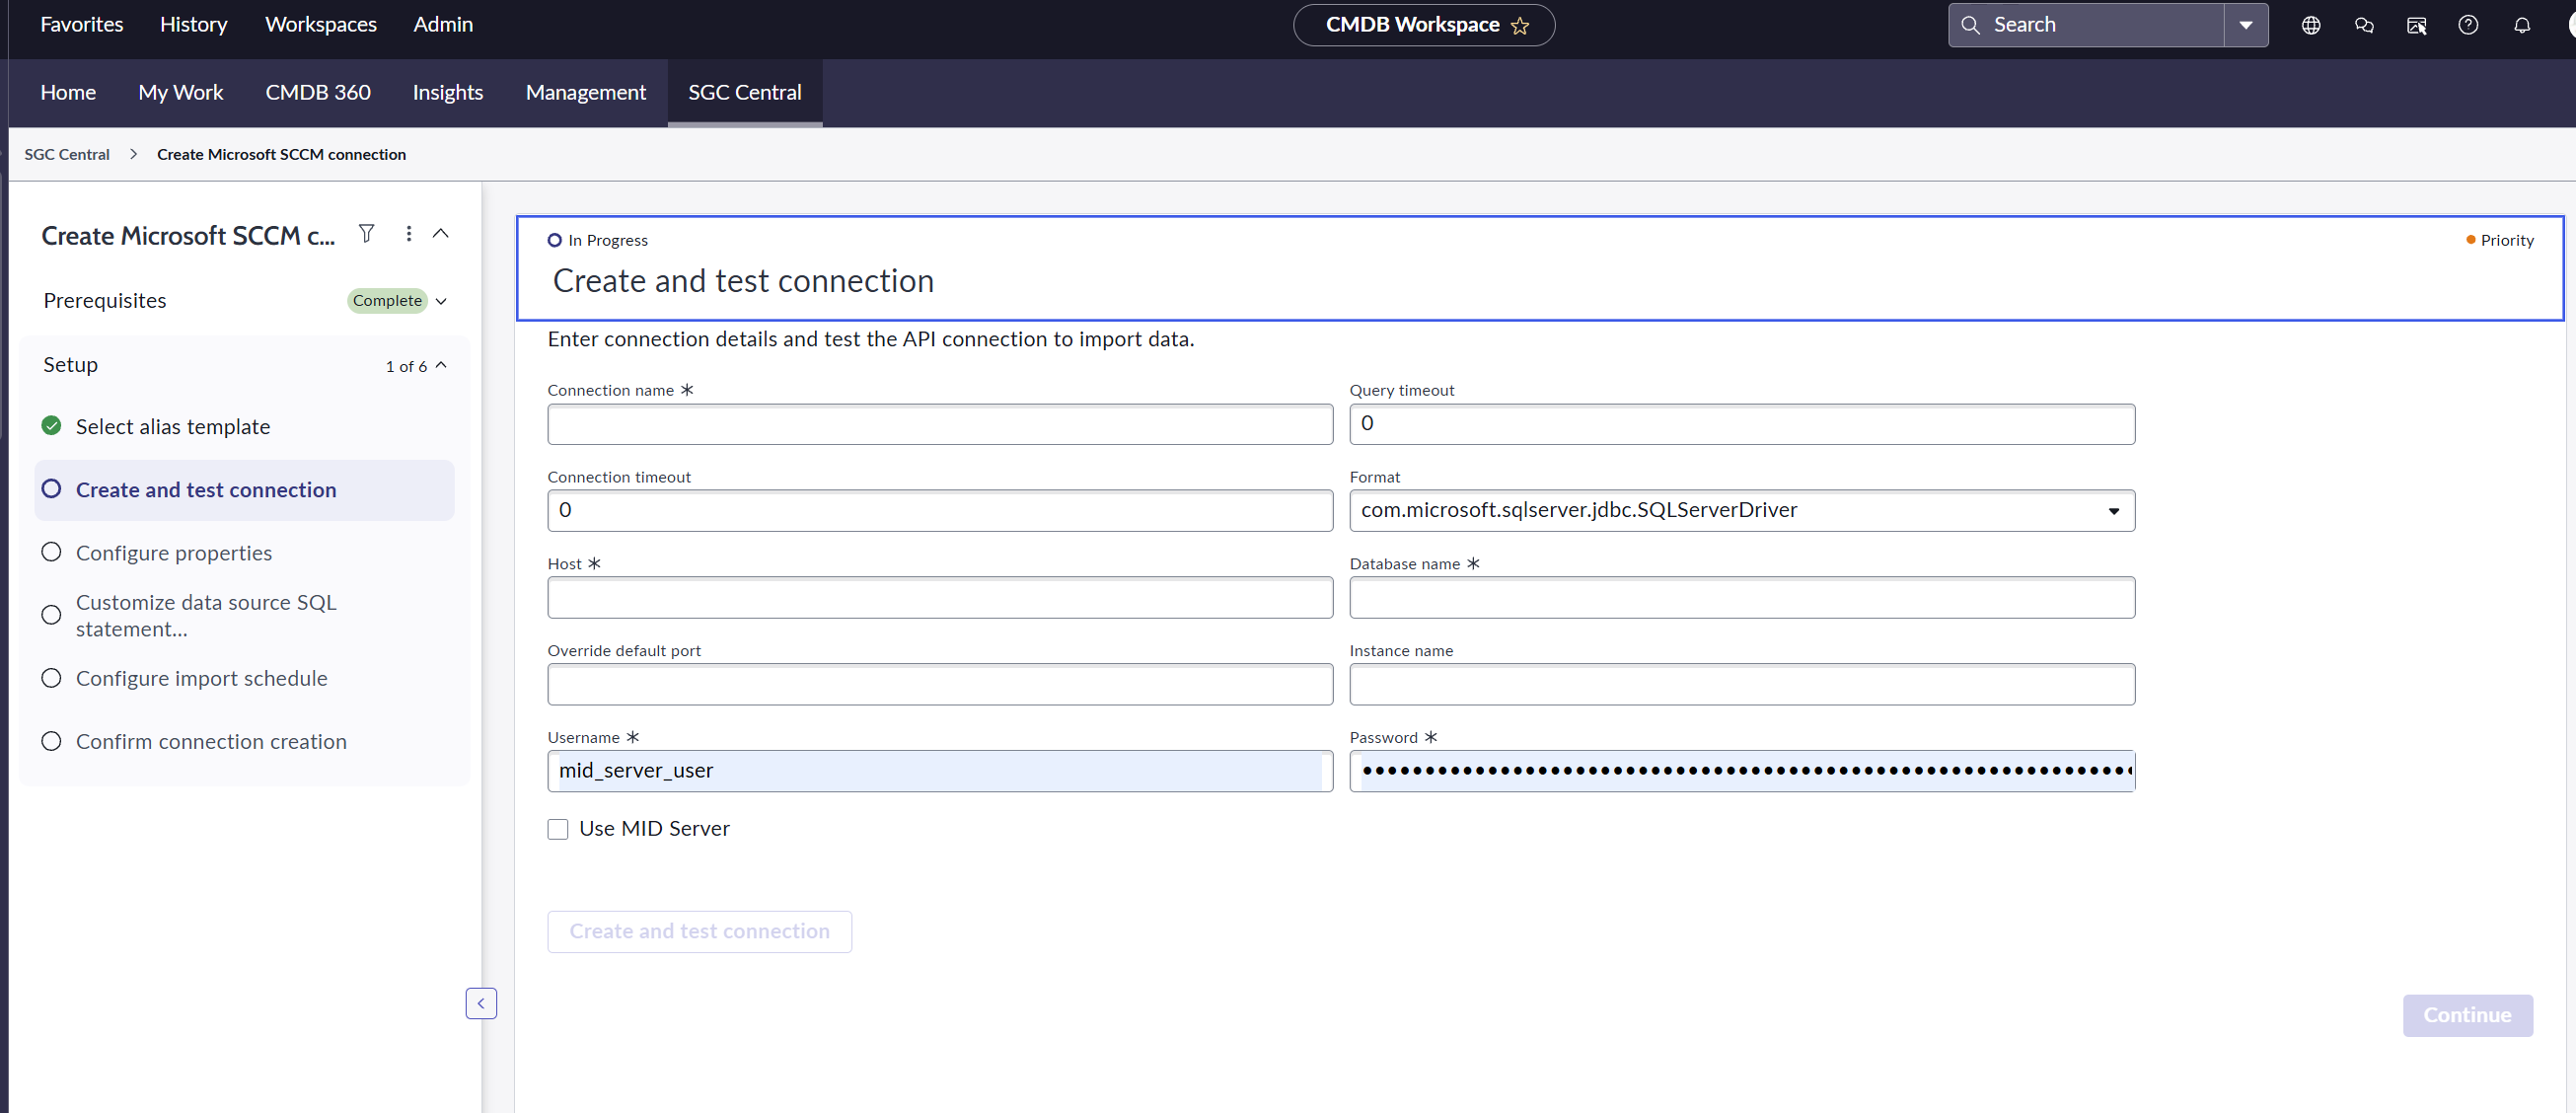 Favorites History Workspaces Admin CMDB Workspace Search
Home My Work CMDB 360 Insights Management SGC Central
SGC Central > Create Microsoft SCCM connection
Create Microsoft SCCM c...
Prerequisites Complete
Setup 1 of 6
Select alias template
Create and test connection
Configure properties
Customize data source SQL
statement...
Configure import schedule
Confirm connection creation
In Progress Priority
Create and test connection
Enter connection details and test the API connection to import data.
Connection name * Query timeout
0
Connection timeout Format
0 com.microsoft.sqlserver.jdbc.SQLServerDriver
Host * Database name *
Override default port Instance name
Username * Password *
mid_server_user
Use MID Server
Create and test connection
Continue